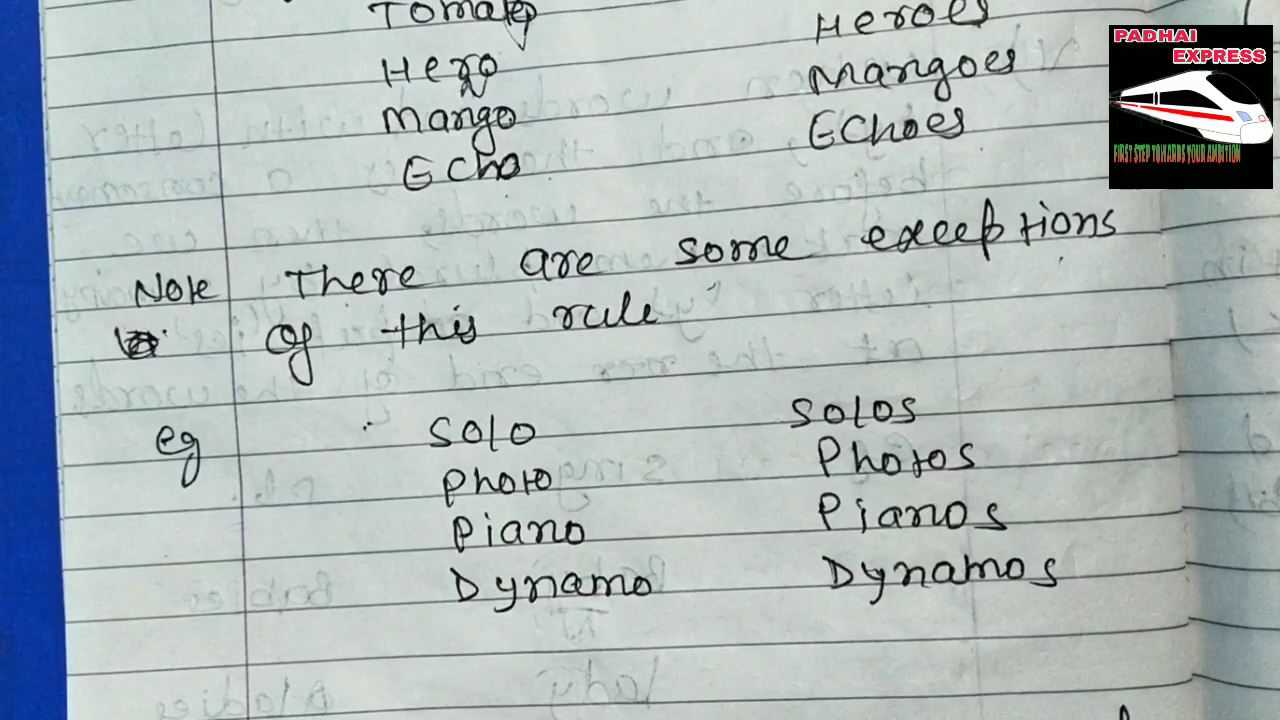 Tomato
Heroes
Hero
Mangoes
Mango
Echoes
Echo
Note There are some exceptions
of this rule
eg Solo Solos
Photo Photos
Piano Pianos
Dynamo Dynamos
PADHAI
EXPRESS
FIRST STEP TOWARDS YOUR AMBITION